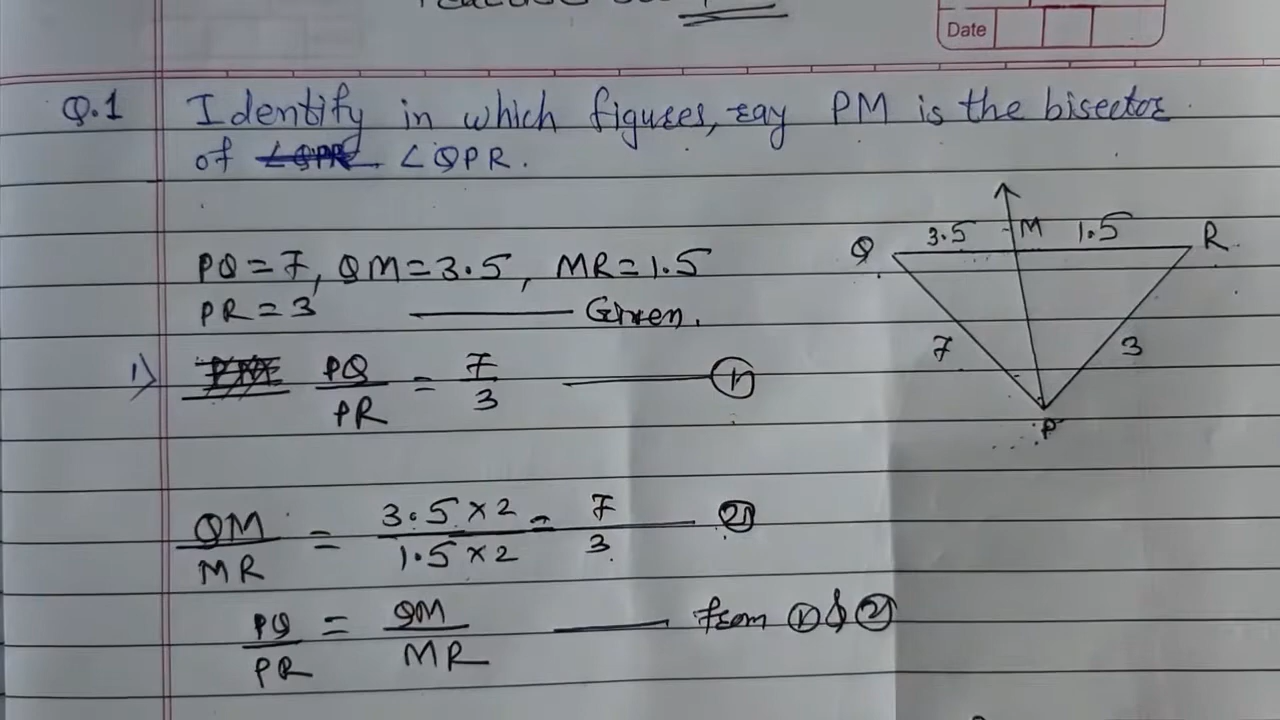 Date
Q.1 Identify in which figures, ray PM is the bisector
of ∠QPR ∠QPR.
PQ = 7, QM = 3.5, MR = 1.5
PR = 3 ——— Given.
1) PQ/PR = 7/3 ——— ①
QM/MR = 3.5 × 2/1.5 × 2 = 7/3 ——— ②
PQ/PR = QM/MR ——— from ① & ②
Q 3.5 M 1.5 R
7 3
P